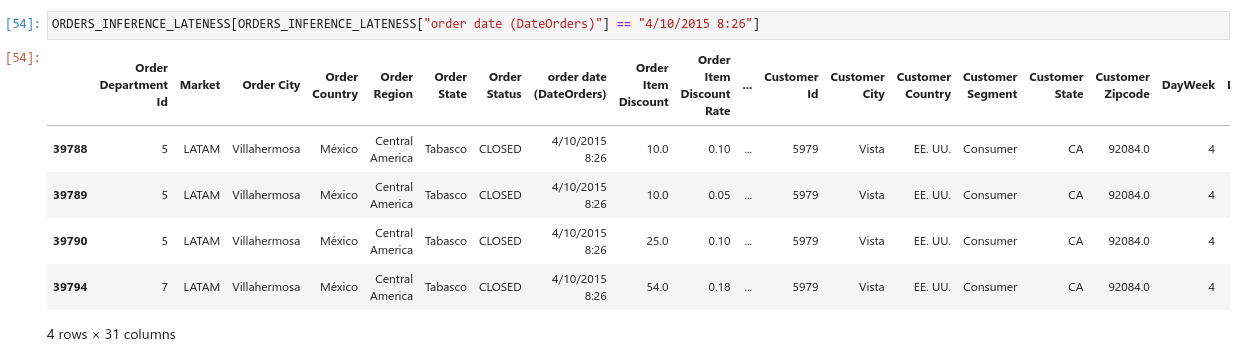 [54]: ORDERS_INFERENCE_LATENESS[ORDERS_INFERENCE_LATENESS["order date (DateOrders)"] == "4/10/2015 8:26"]
[54]:
Order Department Id Market Order City Order Country Order Region Order State Order Status order date (DateOrders) Order Item Discount Order Item Discount Rate ... Customer Id Customer City Customer Country Customer Segment Customer State Customer Zipcode DayWeek
39788 5 LATAM Villahermosa México Central America Tabasco CLOSED 4/10/2015 8:26 10.0 0.10 ... 5979 Vista EE. UU. Consumer CA 92084.0 4
39789 5 LATAM Villahermosa México Central America Tabasco CLOSED 4/10/2015 8:26 10.0 0.05 ... 5979 Vista EE. UU. Consumer CA 92084.0 4
39790 5 LATAM Villahermosa México Central America Tabasco CLOSED 4/10/2015 8:26 25.0 0.10 ... 5979 Vista EE. UU. Consumer CA 92084.0 4
39794 7 LATAM Villahermosa México Central America Tabasco CLOSED 4/10/2015 8:26 54.0 0.18 ... 5979 Vista EE. UU. Consumer CA 92084.0 4
4 rows × 31 columns